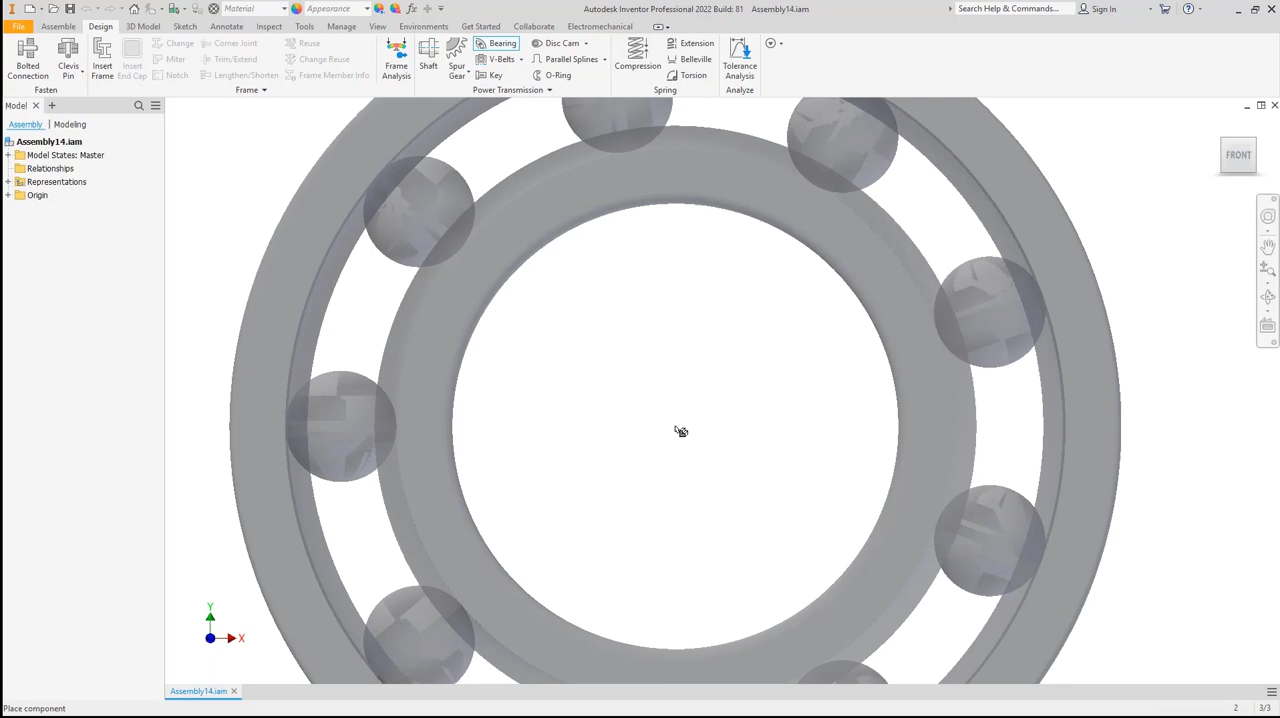 Autodesk Inventor Professional 2022 Build: 81 Assembly14.iam
Material Appearance
Search Help & Commands... Sign In
File Assemble Design 3D Model Sketch Annotate Inspect Tools Manage View Environments Get Started Collaborate Electromechanical
Bolted Connection
Clevis Pin
Fasten
Insert Frame
Insert End Cap
Change
Miter
Notch
Corner Joint
Trim/Extend
Lengthen/Shorten
Reuse
Change Reuse
Frame Member Info
Frame
Frame Analysis
Shaft
Spur Gear
Bearing
V-Belts
Key
Disc Cam
Parallel Splines
O-Ring
Power Transmission
Compression
Extension
Belleville
Torsion
Spring
Tolerance Analysis
Analyze
Model
Assembly Modeling
Assembly14.iam
Model States: Master
Relationships
Representations
Origin
FRONT
Y
X
Assembly14.iam
Place component 2 3/3